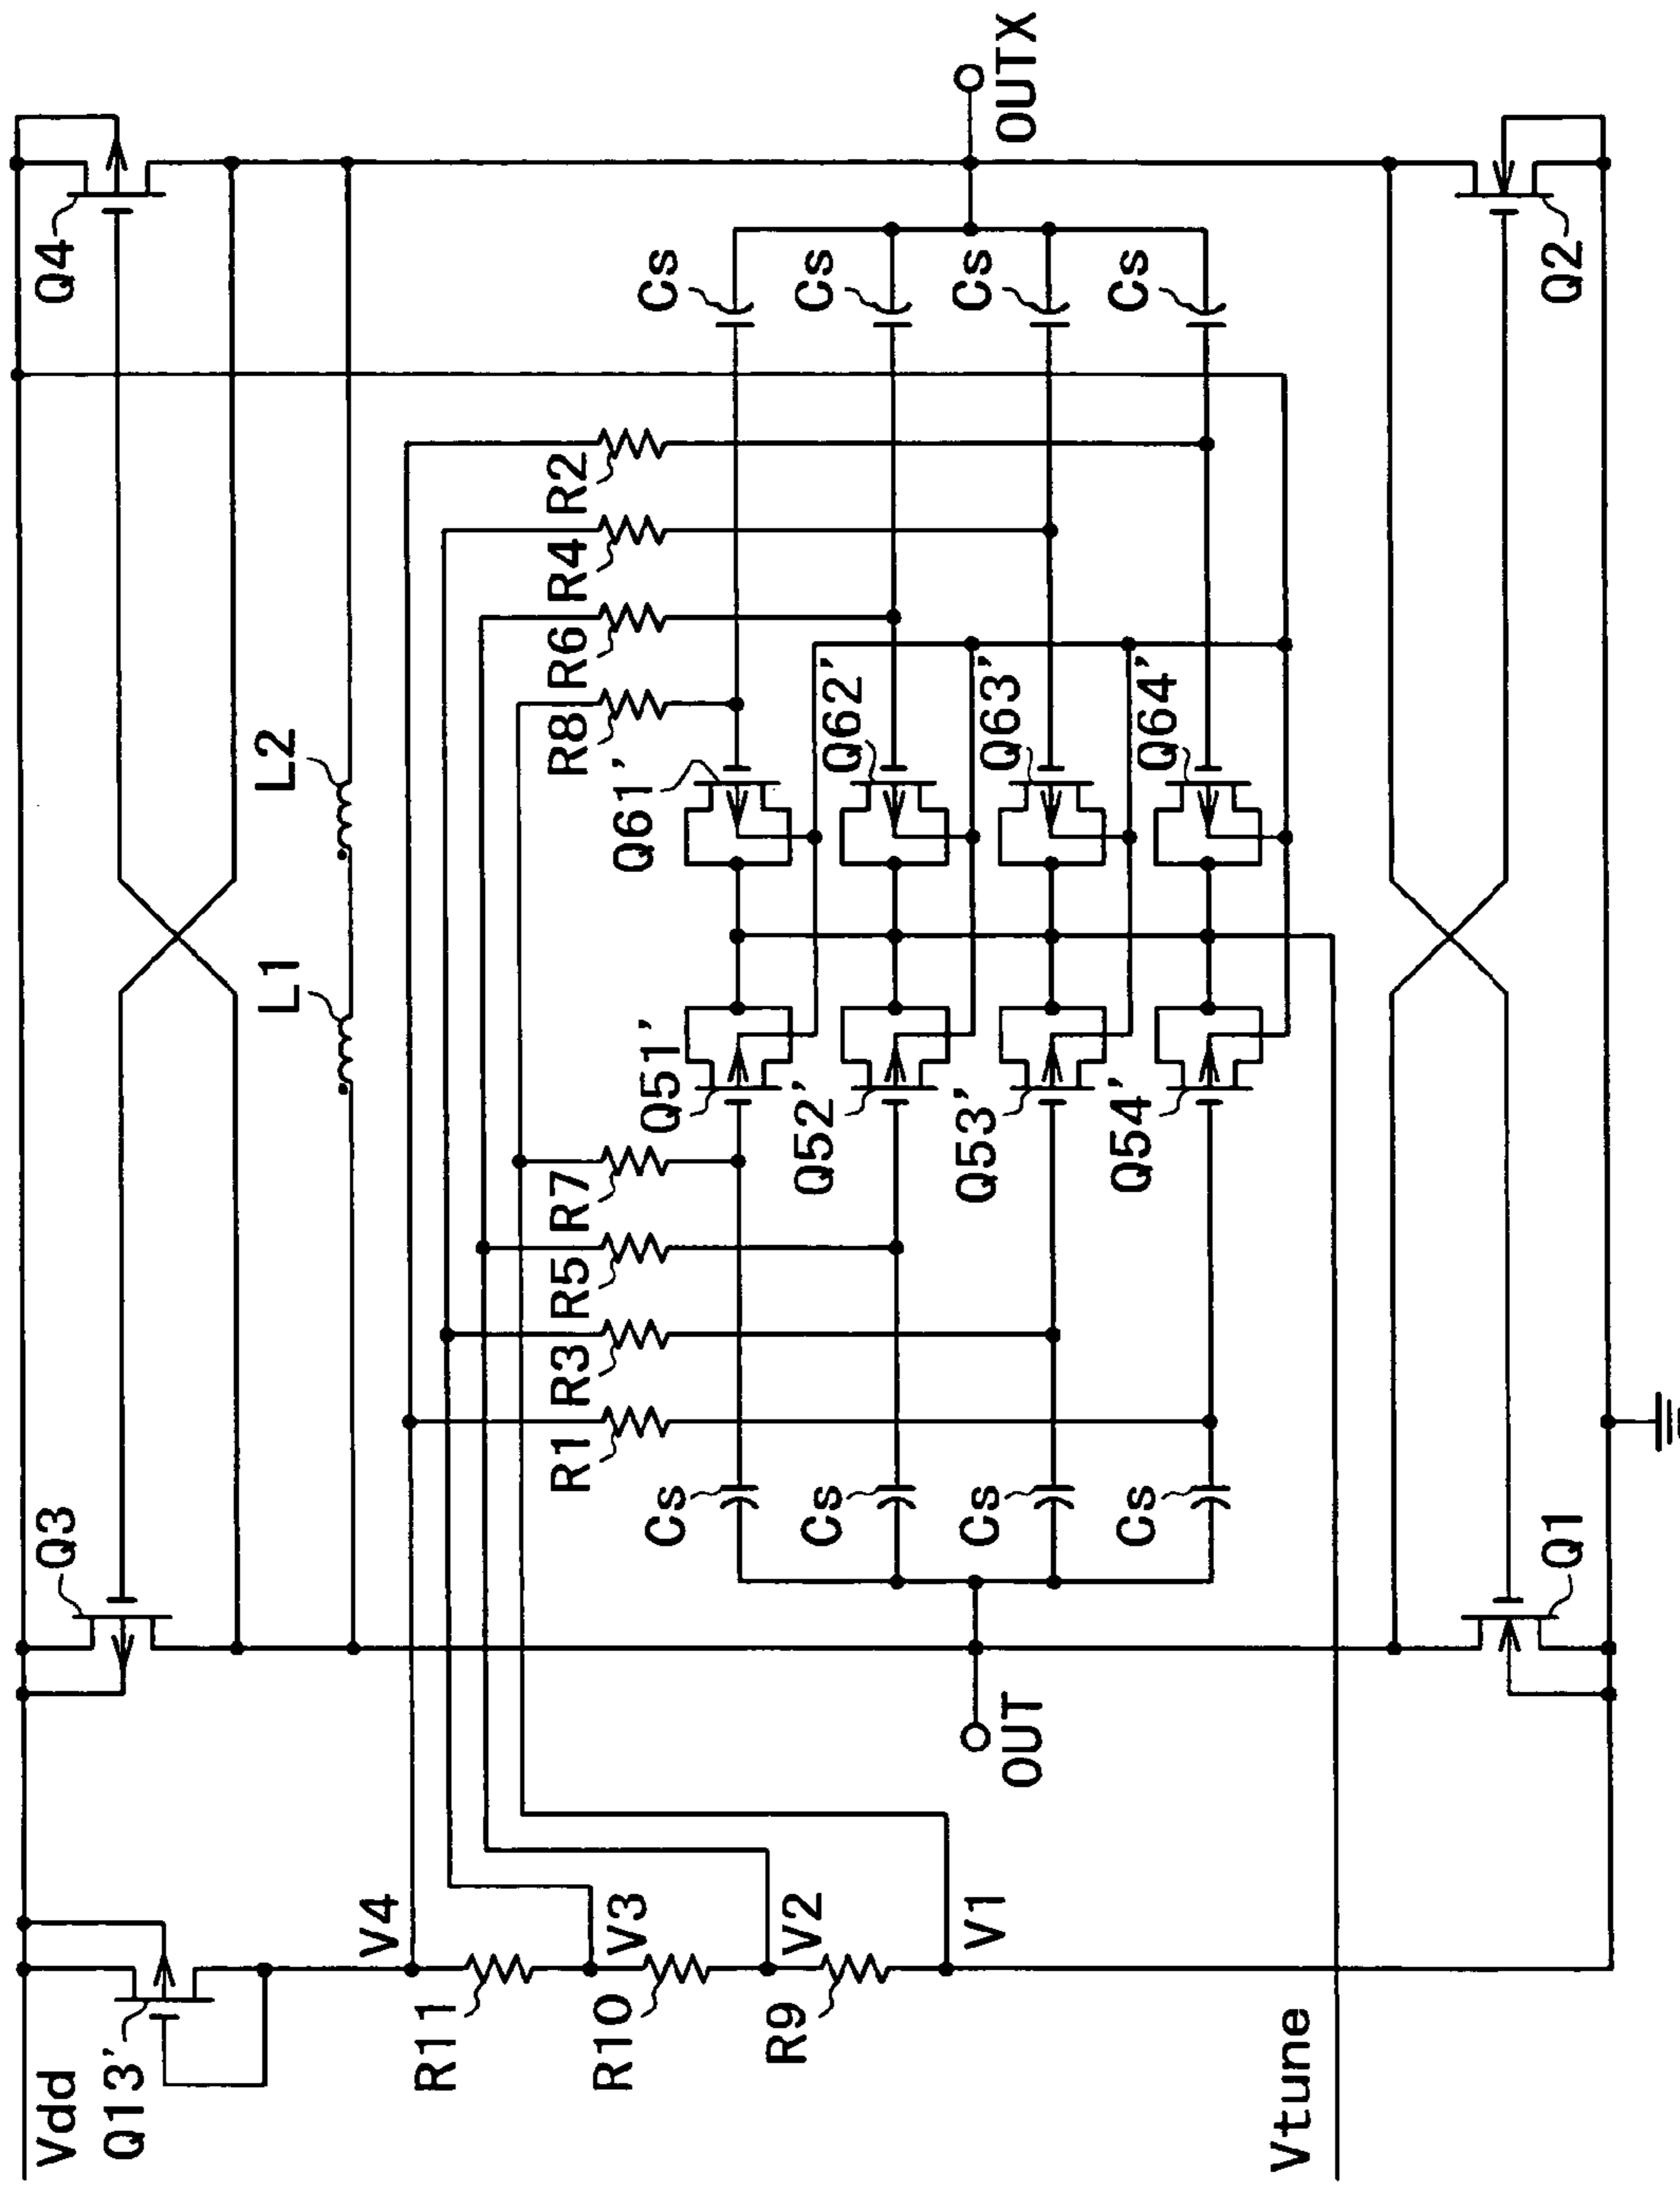 Vdd
Q13'
V4
R11
V3
R10
V2
R9
V1
Vtune
Q3
Q4
L1
L2
R1
R3
R5
R7
R8
R6
R4
R2
Q51'
Q61'
Q52'
Q62'
Q53'
Q63'
Q54'
Q64'
Cs
Cs
Cs
Cs
Cs
Cs
Cs
Cs
OUT
OUTX
Q1
Q2